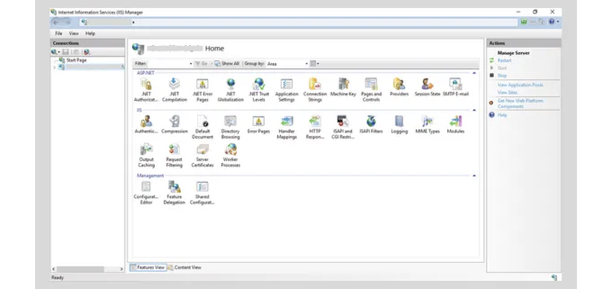 Internet Information Services (IIS) Manager
File View Help
Connections
Start Page
Home
Filter: Go Show All Group by: Area
ASP.NET
.NET Authorizat... .NET Compilation .NET Error Pages .NET Globalization .NET Trust Levels Application Settings Connection Strings Machine Key Pages and Controls Providers Session State SMTP E-mail
IIS
Authentic... Compression Default Document Directory Browsing Error Pages Handler Mappings HTTP Respon... ISAPI and CGI Restri... ISAPI Filters Logging MIME Types Modules
Output Caching Request Filtering Server Certificates Worker Processes
Management
Configurat... Editor Feature Delegation Shared Configurat...
Features View Content View
Ready
Actions
Manage Server
Restart
Start
Stop
View Application Pools
View Sites
Get New Web Platform
Components
Help